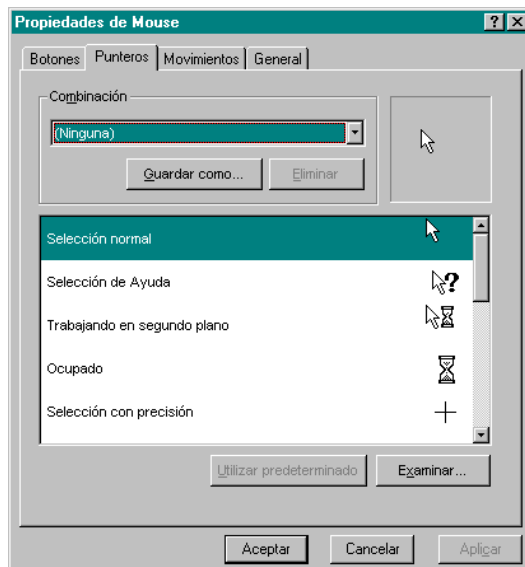 Propiedades de Mouse
Botones Punteros Movimientos General
Combinación
(Ninguna)
Guardar como... Eliminar
Selección normal
Selección de Ayuda
Trabajando en segundo plano
Ocupado
Selección con precisión
Utilizar predeterminado Examinar...
Aceptar Cancelar Aplicar